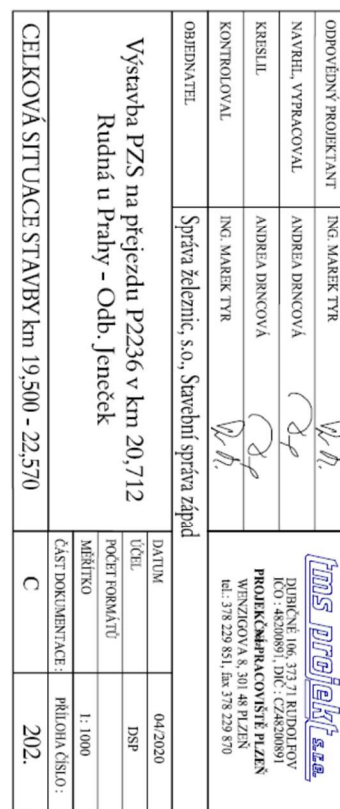 ODPOVĚDNÝ PROJEKTANT ING. MAREK TYR
NAVRHL, VYPRACOVAL ANDREA DRNCOVÁ
KRESLIL ANDREA DRNCOVÁ
KONTROLOVAL ING. MAREK TYR
tms projekt s.r.o.
DUBIČNÉ 106, 373 71 RUDOLFOV
IČO : 48200891, DIČ : CZ48200891
PROJEKČNÍ PRACOVIŠTĚ PLZEŇ
WENZIGOVA 8, 301 48 PLZEŇ
tel.: 378 229 851, fax 378 229 870
OBJEDNATEL Správa železnic, s.o., Stavební správa západ
Výstavba PZS na přejezdu P2236 v km 20,712
Rudná u Prahy - Odb. Jeneček
DATUM 04/2020
ÚČEL DSP
POČET FORMÁTŮ
MĚŘÍTKO 1: 1000
ČÁST DOKUMENTACE : PŘÍLOHA ČÍSLO :
CELKOVÁ SITUACE STAVBY km 19,500 - 22,570 C 202.